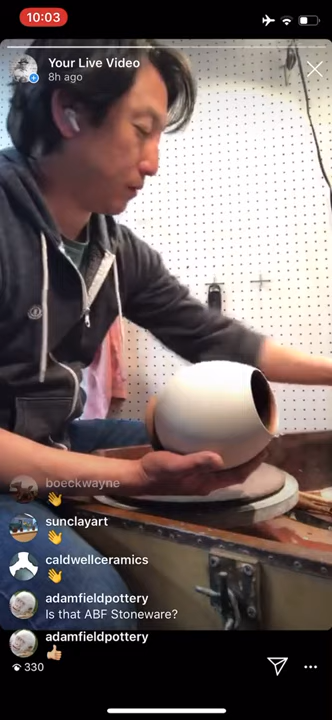 10:03
Your Live Video
8h ago
boeckwayne
👋
sunclayart
👋
caldwellceramics
👋
adamfieldpottery
Is that ABF Stoneware?
adamfieldpottery
👍🏼
330